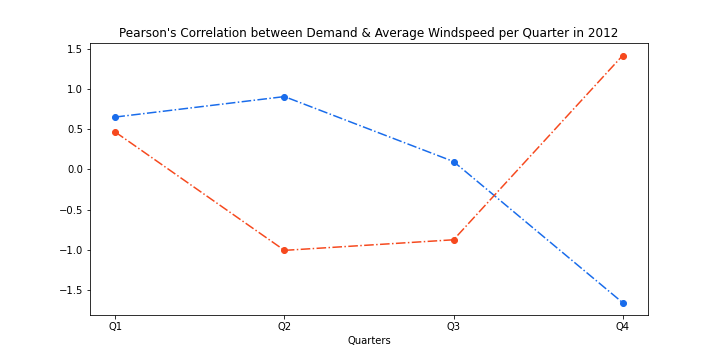 Pearson's Correlation between Demand & Average Windspeed per Quarter in 2012
1.5
1.0
0.5
0.0
−0.5
−1.0
−1.5
Q1 Q2 Q3 Q4
Quarters